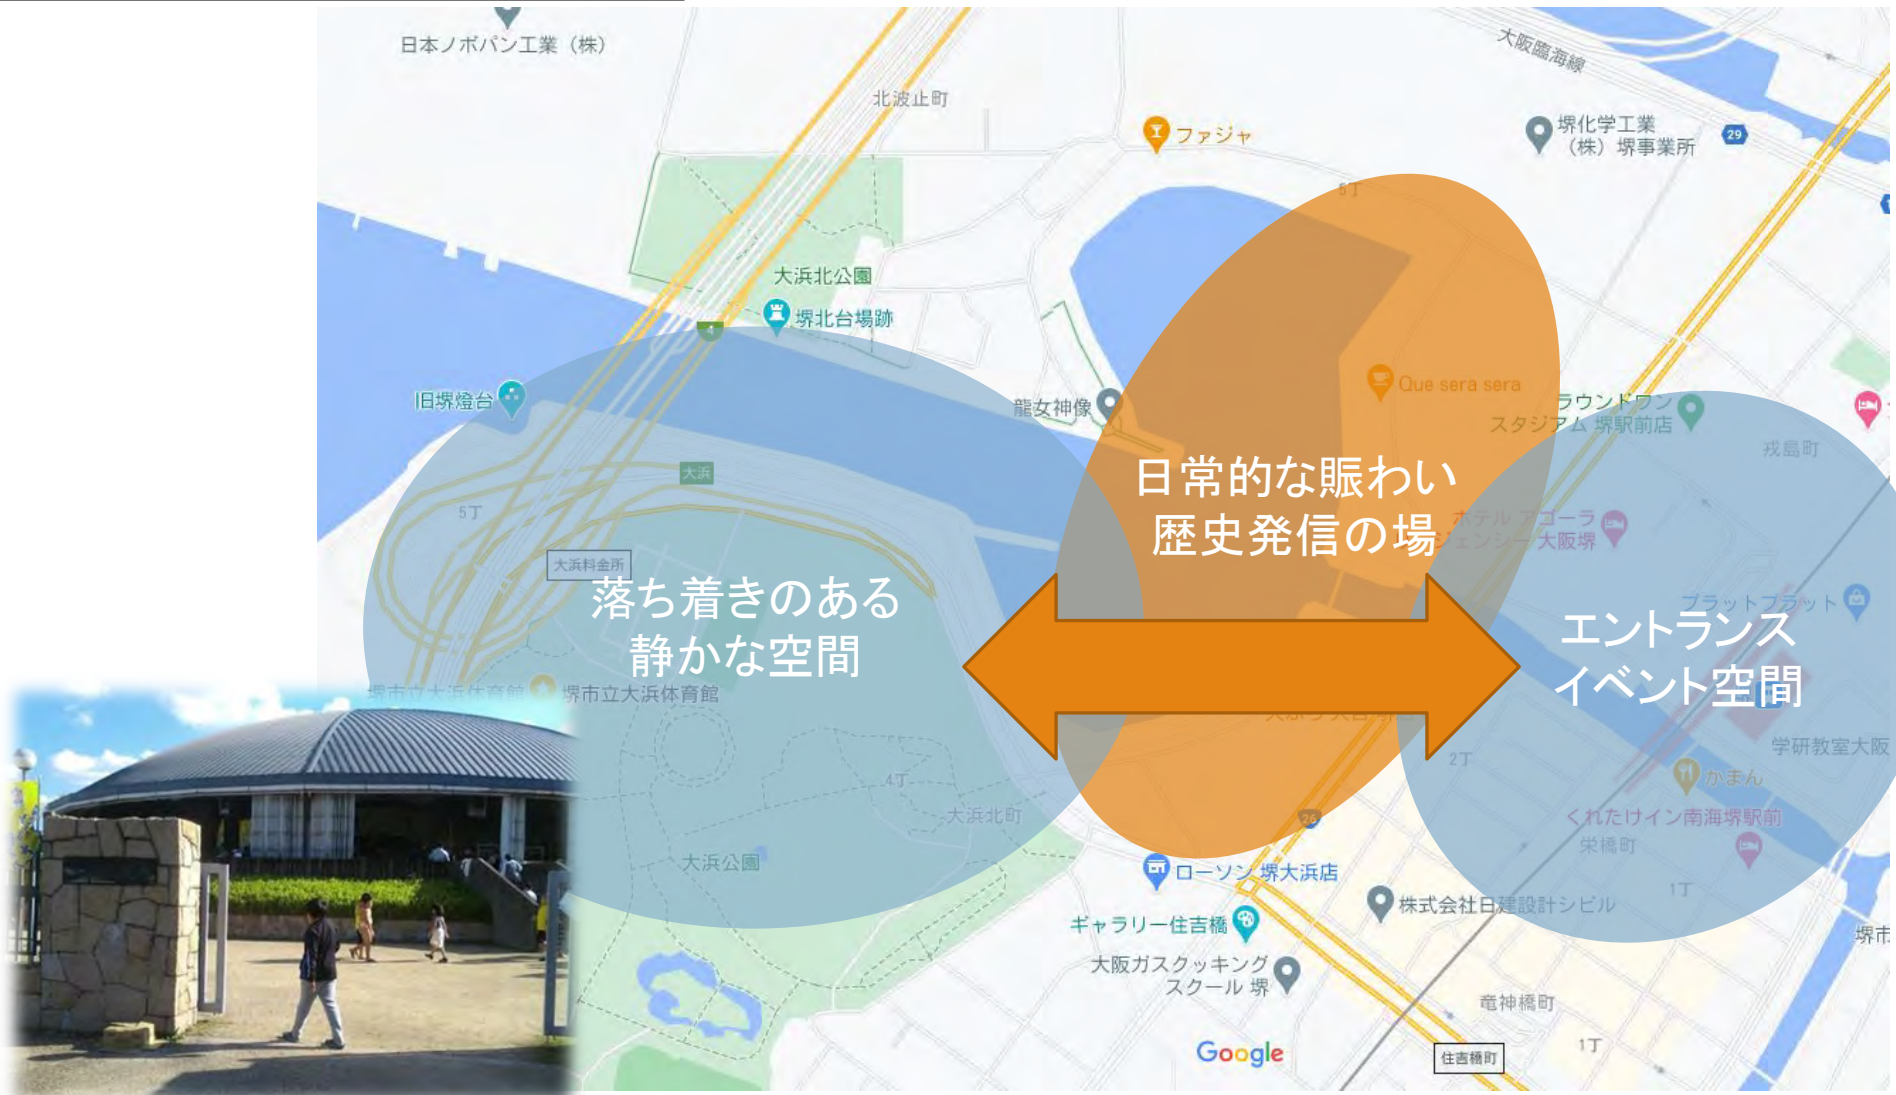 日本ノボパン工業（株）
大阪臨海線
北波止町
ファジャ
堺化学工業
（株）堺事業所
29
5丁
大浜北公園
堺北台場跡
4
旧堺燈台
龍女神像
Que sera sera
ラウンドワン
スタジアム 堺駅前店
戎島町
大浜
5丁
日常的な賑わい
歴史発信の場
ホテル アゴーラ
大阪堺
大浜料金所
落ち着きのある
静かな空間
プラットプラット
エントランス
イベント空間
堺市立大浜体育館
堺市立大浜体育館
学研教室大阪
2丁
かまん
4丁
大浜北町
26
くれたけイン南海堺駅前
栄橋町
大浜公園
ローソン 堺大浜店
1丁
株式会社日建設計シビル
ギャラリー住吉橋
堺市
大阪ガスクッキング
スクール 堺
竜神橋町
Google
住吉橋町
1丁